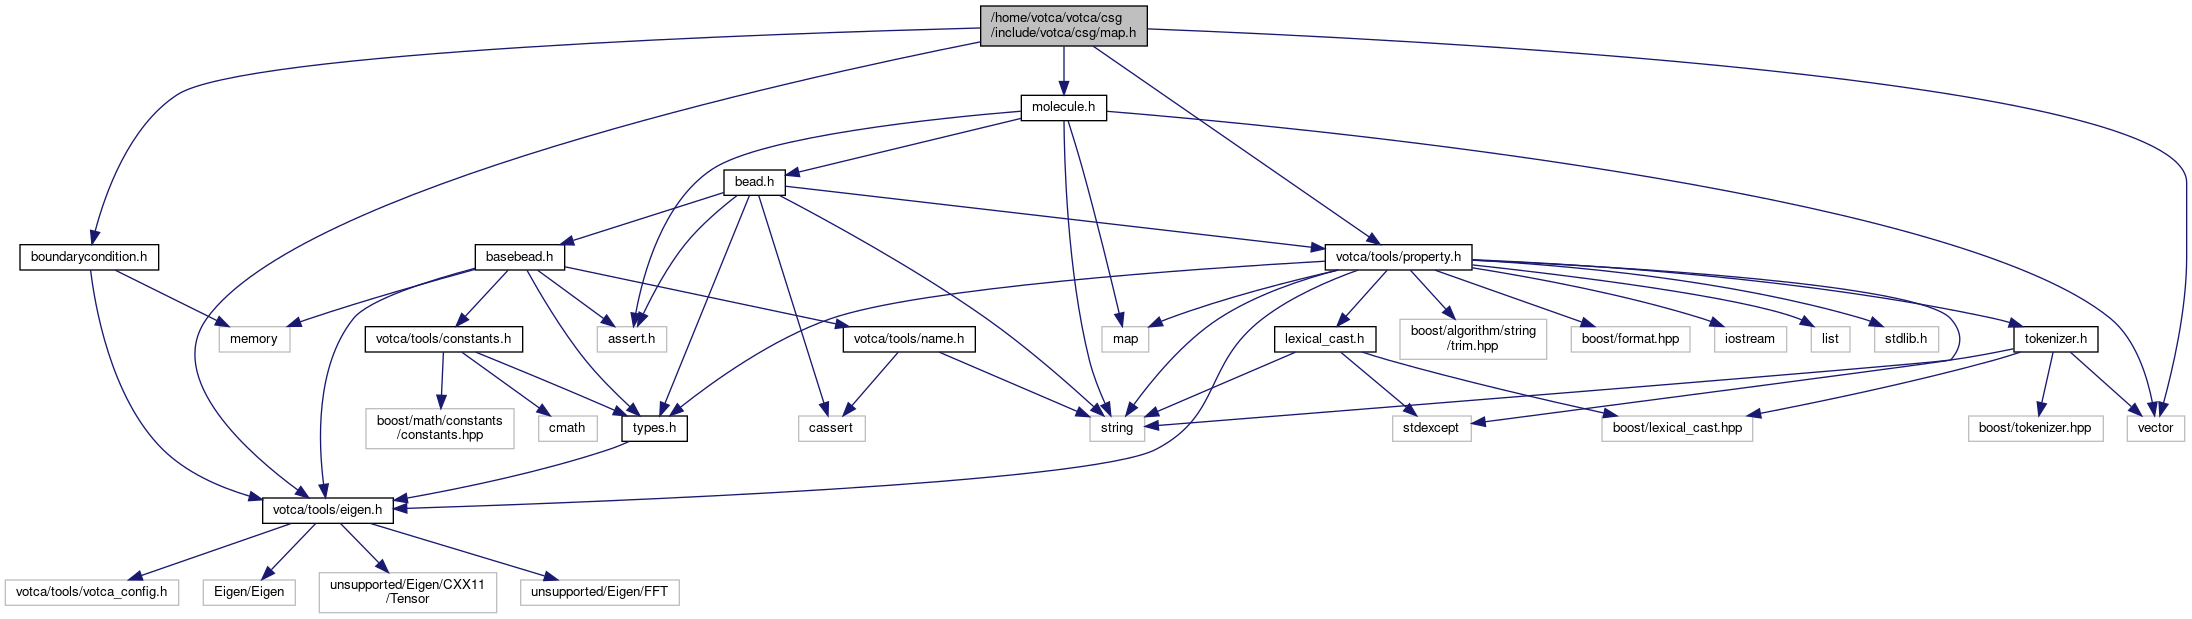 /home/votca/votca/csg
/include/votca/csg/map.h
molecule.h
bead.h
boundarycondition.h
basebead.h
votca/tools/property.h
memory
votca/tools/constants.h
assert.h
votca/tools/name.h
map
lexical_cast.h
boost/algorithm/string
/trim.hpp
boost/format.hpp
iostream
list
stdlib.h
tokenizer.h
boost/math/constants
/constants.hpp
cmath
types.h
cassert
string
stdexcept
boost/lexical_cast.hpp
boost/tokenizer.hpp
vector
votca/tools/eigen.h
votca/tools/votca_config.h
Eigen/Eigen
unsupported/Eigen/CXX11
/Tensor
unsupported/Eigen/FFT